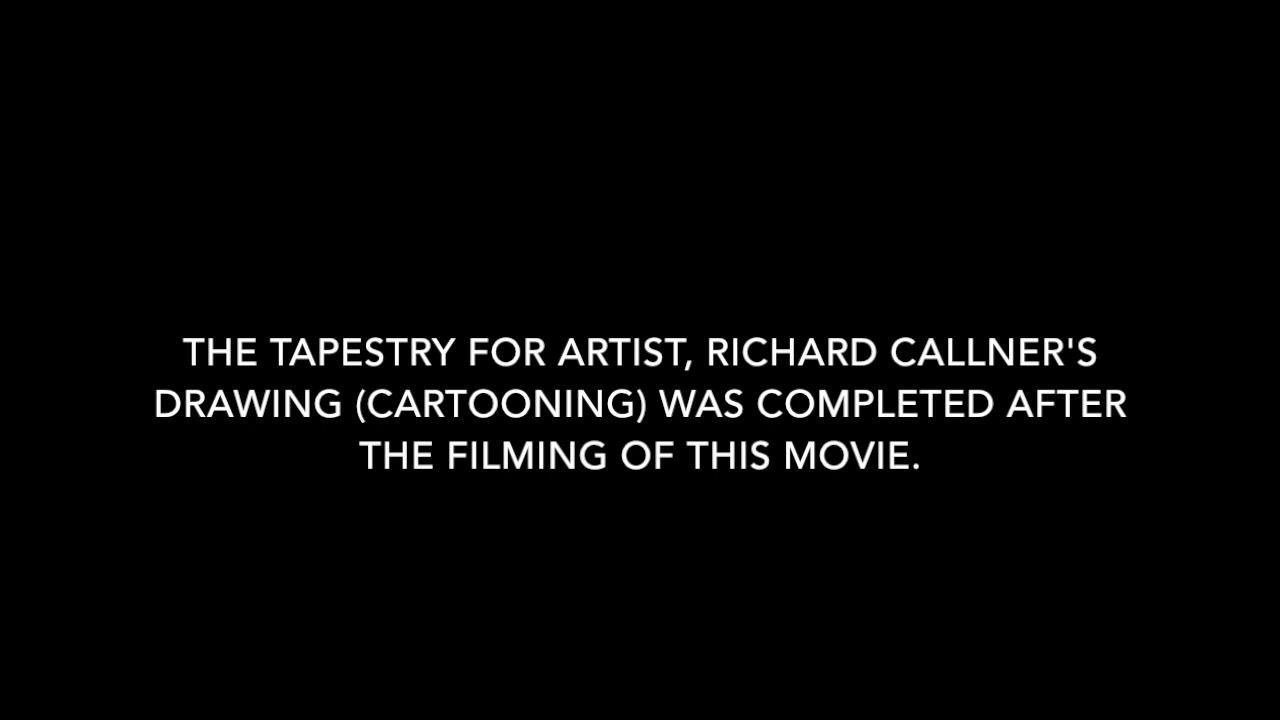 THE TAPESTRY FOR ARTIST, RICHARD CALLNER'S
DRAWING (CARTOONING) WAS COMPLETED AFTER
THE FILMING OF THIS MOVIE.